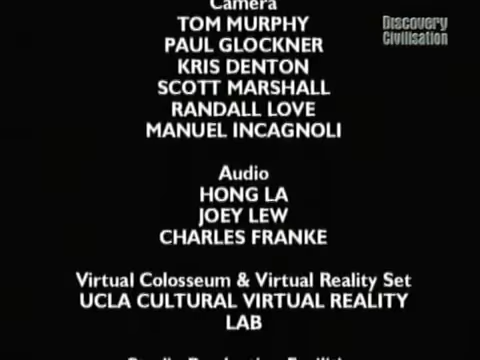 Camera
TOM MURPHY
PAUL GLOCKNER
KRIS DENTON
SCOTT MARSHALL
RANDALL LOVE
MANUEL INCAGNOLI
Discovery
Civilisation
Audio
HONG LA
JOEY LEW
CHARLES FRANKE
Virtual Colosseum & Virtual Reality Set
UCLA CULTURAL VIRTUAL REALITY
LAB